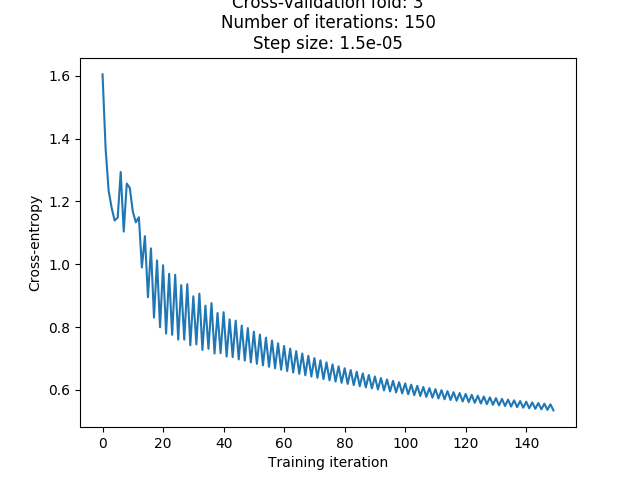 Cross-validation fold: 3
Number of iterations: 150
Step size: 1.5e-05
1.6
1.4
1.2
1.0
0.8
0.6
Cross-entropy
0 20 40 60 80 100 120 140
Training iteration